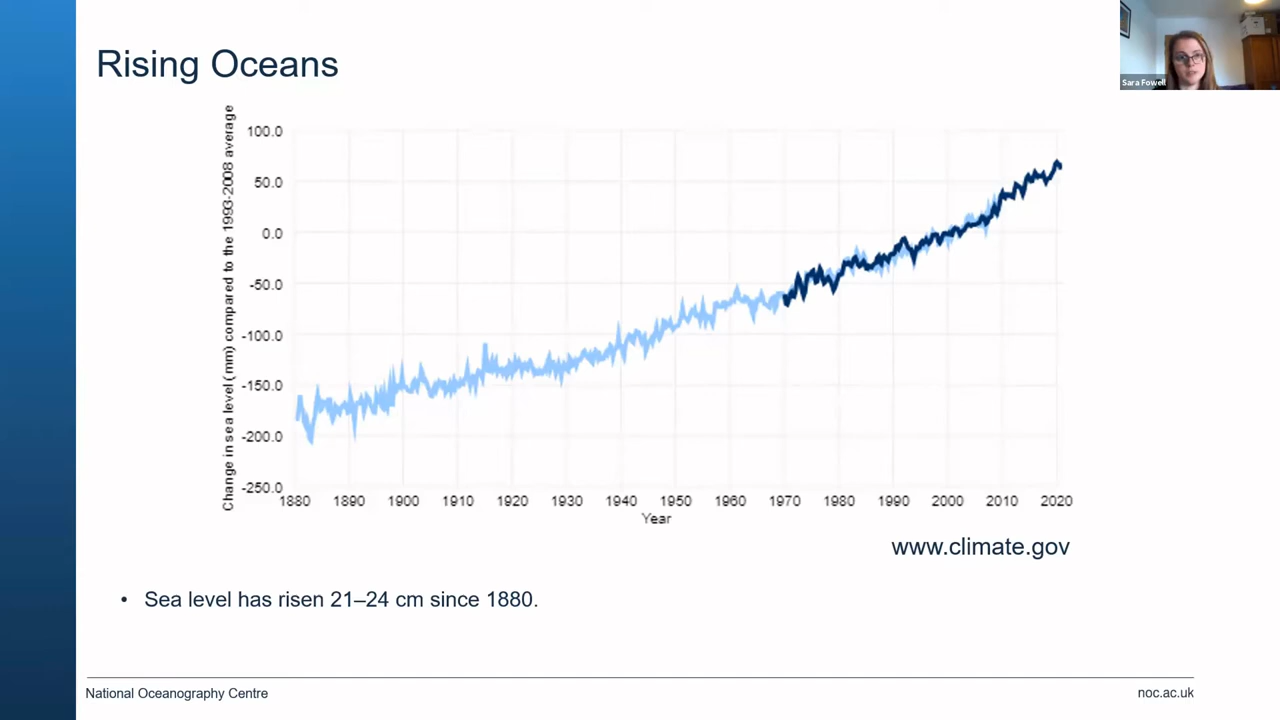 Rising Oceans
Sara Fowell
Change in sea level (mm) compared to the 1993-2008 average
100.0
50.0
0.0
-50.0
-100.0
-150.0
-200.0
-250.0
1880 1890 1900 1910 1920 1930 1940 1950 1960 1970 1980 1990 2000 2010 2020
Year
www.climate.gov
• Sea level has risen 21–24 cm since 1880.
National Oceanography Centre
noc.ac.uk